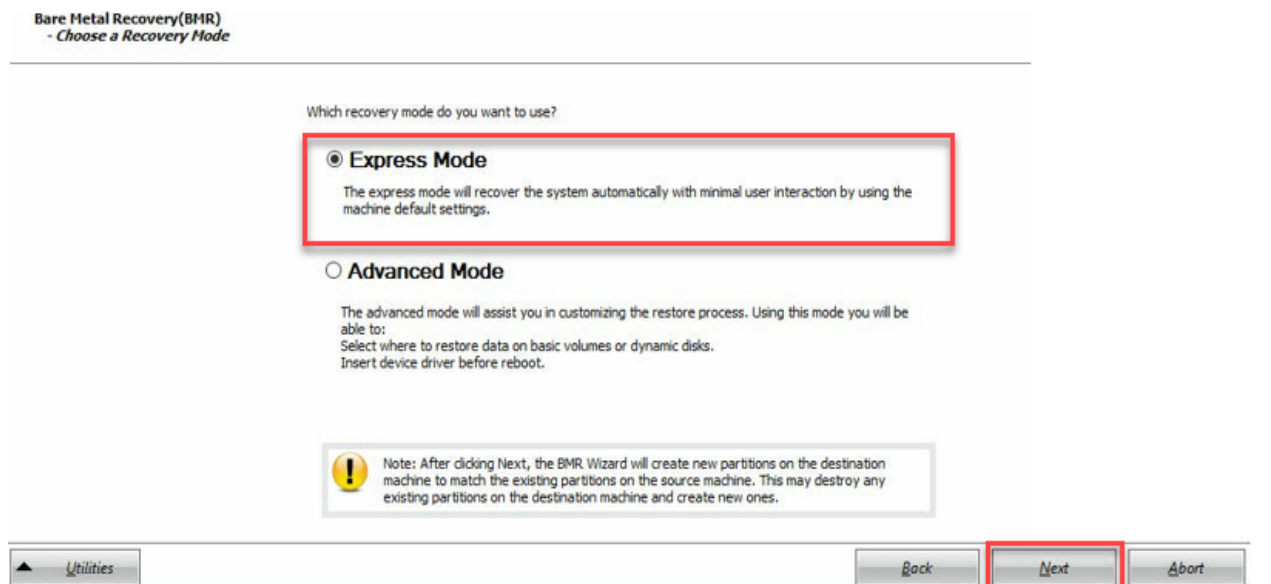 Bare Metal Recovery(BMR)
- Choose a Recovery Mode
Which recovery mode do you want to use?
Express Mode
The express mode will recover the system automatically with minimal user interaction by using the
machine default settings.
Advanced Mode
The advanced mode will assist you in customizing the restore process. Using this mode you will be
able to:
Select where to restore data on basic volumes or dynamic disks.
Insert device driver before reboot.
Note: After clicking Next, the BMR Wizard will create new partitions on the destination
machine to match the existing partitions on the source machine. This may destroy any
existing partitions on the destination machine and create new ones.
Utilities
Back
Next
Abort